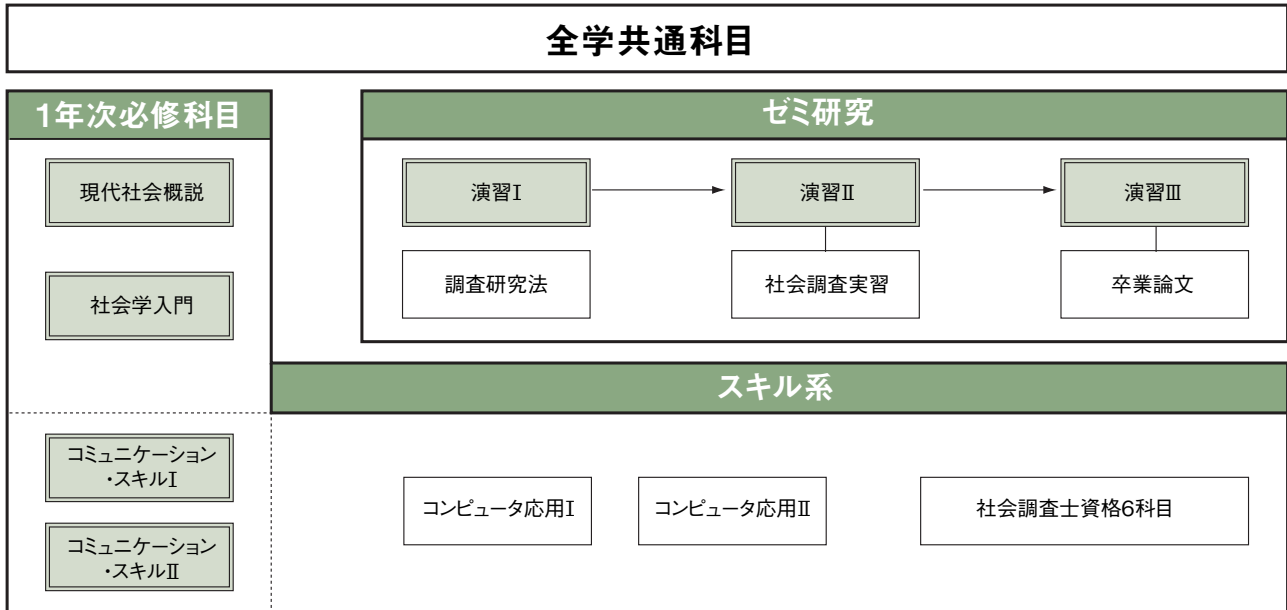 全学共通科目
1年次必修科目
現代社会概説
社会学入門
ゼミ研究
演習Ⅰ
演習Ⅱ
演習Ⅲ
調査研究法
社会調査実習
卒業論文
スキル系
コミュニケーション
・スキルⅠ
コミュニケーション
・スキルⅡ
コンピュータ応用Ⅰ
コンピュータ応用Ⅱ
社会調査士資格6科目